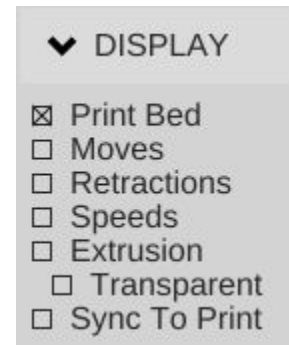 DISPLAY
Print Bed
Moves
Retractions
Speeds
Extrusion
Transparent
Sync To Print